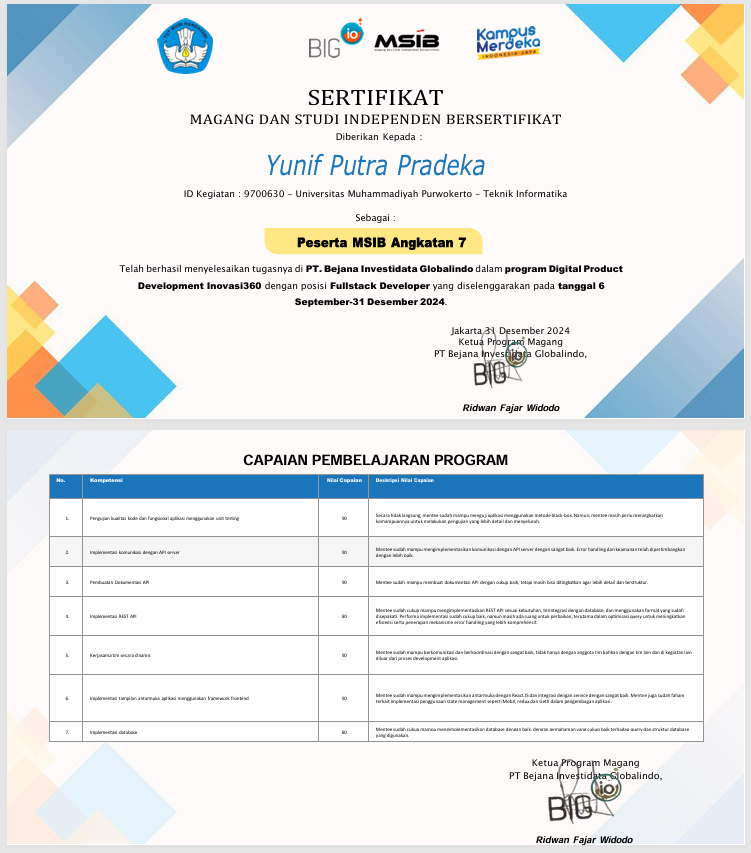 TUT WURI HANDAYANI
BIG io
MSIB
Kampus
Merdeka
INDONESIA JAYA
SERTIFIKAT
MAGANG DAN STUDI INDEPENDEN BERSERTIFIKAT
Diberikan Kepada :
Yunif Putra Pradeka
ID Kegiatan : 9700630 – Universitas Muhammadiyah Purwokerto – Teknik Informatika
Sebagai :
Peserta MSIB Angkatan 7
Telah berhasil menyelesaikan tugasnya di PT. Bejana Investidata Globalindo dalam program Digital Product
Development Inovasi360 dengan posisi Fullstack Developer yang diselenggarakan pada tanggal 6
September-31 Desember 2024.
Jakarta 31 Desember 2024
Ketua Program Magang
PT Bejana Investidata Globalindo,
BIG io
Ridwan Fajar Widodo
CAPAIAN PEMBELAJARAN PROGRAM
No. Kompetensi Nilai Capaian Deskripsi Nilai Capaian
1. Pengujian kualitas kode dan fungsional aplikasi menggunakan unit testing 90 Secara tidak langsung, mentee sudah mampu menguji aplikasi menggunakan metode black-box. Namun, mentee masih perlu meningkatkan
kemampuannya untuk melakukan pengujian yang lebih detail dan menyeluruh.
2. Implementasi komunikasi dengan API server 90 Mentee sudah mampu mengimplementasikan komunikasi dengan API server dengan sangat baik. Error handling dan keamanan telah dipertimbangkan
dengan lebih baik.
3. Pembuatan Dokumentasi API 90 Mentee sudah mampu membuat dokumentasi API dengan cukup baik, tetapi masih bisa ditingkatkan agar lebih detail dan terstruktur.
4. Implementasi REST API 80 Mentee sudah cukup mampu mengimplementasikan REST API sesuai kebutuhan, terintegrasi dengan database, dan menggunakan format yang sudah
disepakati. Performa implementasi sudah cukup baik, namun masih ada ruang untuk perbaikan, terutama dalam optimisasi query untuk meningkatkan
efisiensi serta penerapan mekanisme error handling yang lebih komprehensif.
5. Kerjasama tim secara dinamis 90 Mentee sudah mampu berkomunikasi dan berkoordinasi dengan sangat baik, tidak hanya dengan anggota tim bahkan dengan tim lain dan di kegiatan lain
diluar dari proses development aplikasi.
6. Implementasi tampilan antarmuka aplikasi menggunakan framework frontend 90 Mentee sudah mampu mengimplementasikan antarmuka dengan React JS dan integrasi dengan service dengan sangat baik. Mentee juga sudah faham
terkait implementasi penggunaan state management seperti MobX, redux dan GetX dalam pengembangan aplikasi.
7. Implementasi database 80 Mentee sudah cukup mampu mengimplementasikan database dengan baik, dengan pemahaman yang cukup baik terhadap query dan struktur database
yang digunakan.
Ketua Program Magang
PT Bejana Investidata Globalindo,
BIG io
Ridwan Fajar Widodo